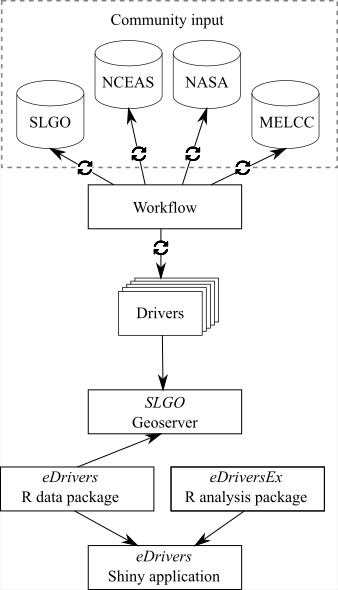 Community input
NCEAS
NASA
SLGO
MELCC
Workflow
Drivers
SLGO
Geoserver
eDrivers
R data package
eDriversEx
R analysis package
eDrivers
Shiny application